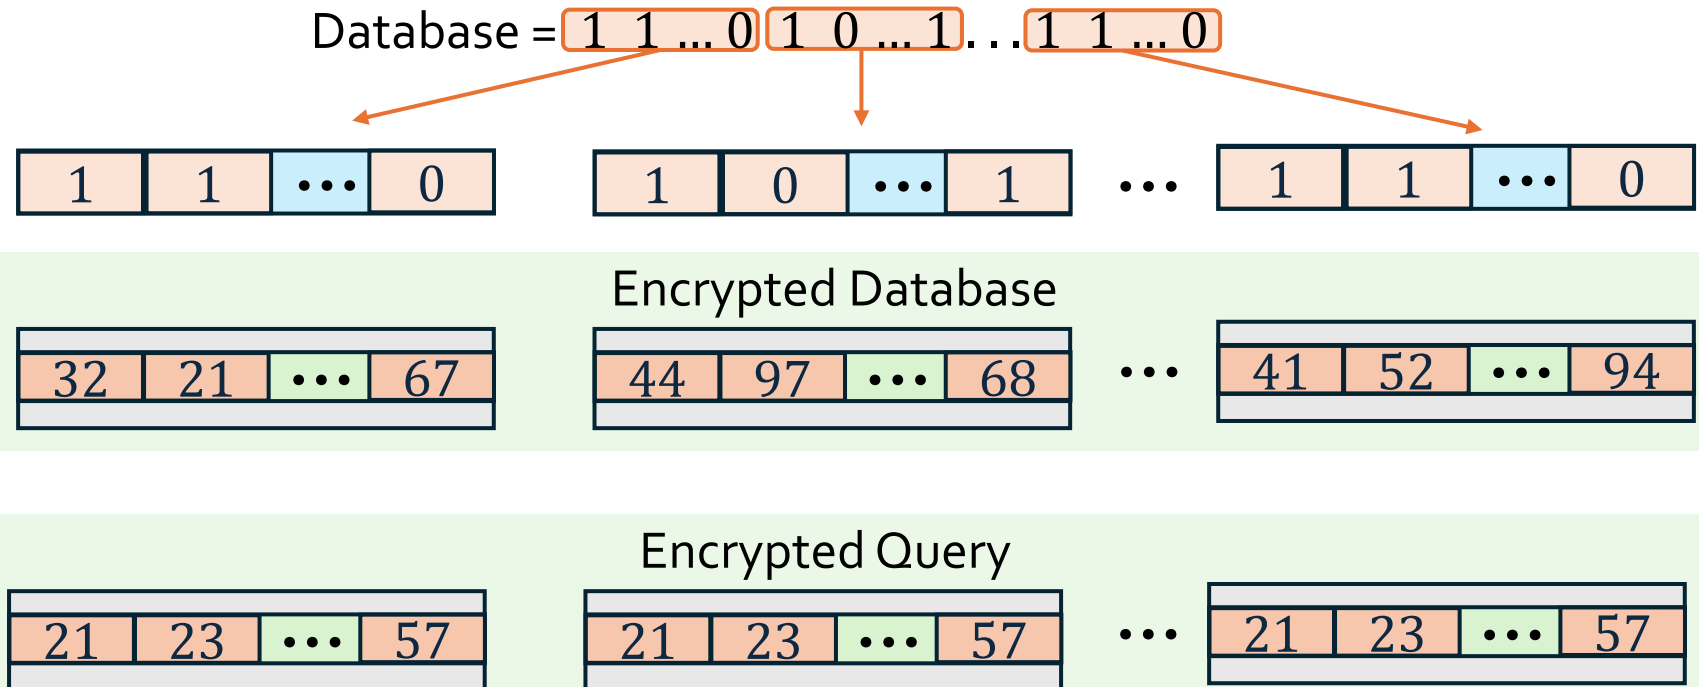 Database = 1 1 ... 0 1 0 ... 1 ... 1 1 ... 0
1 1 ... 0 1 0 ... 1 ... 1 1 ... 0
Encrypted Database
32 21 ... 67 44 97 ... 68 ... 41 52 ... 94
Encrypted Query
21 23 ... 57 21 23 ... 57 ... 21 23 ... 57